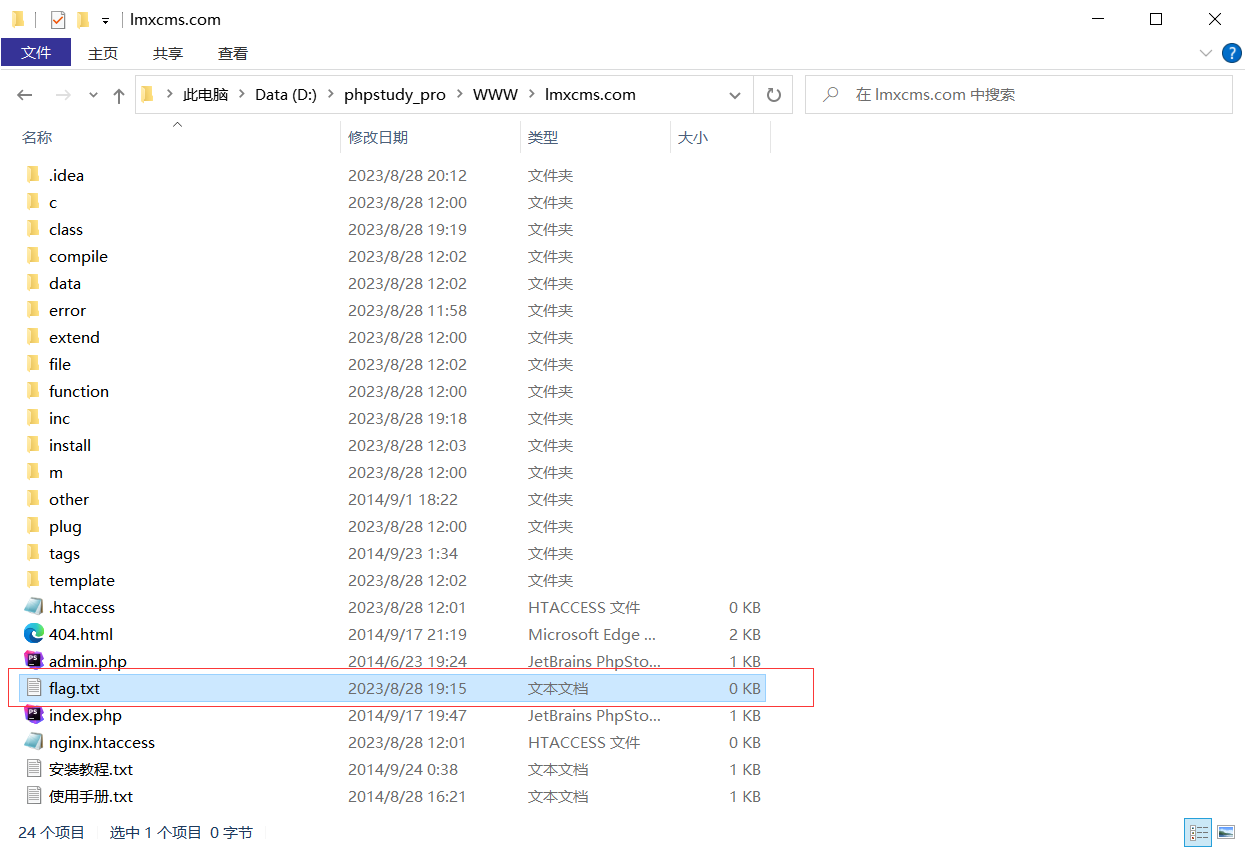 lmxcms.com
文件 主页 共享 查看
此电脑 Data (D:) phpstudy_pro WWW lmxcms.com 在 lmxcms.com 中搜索
名称 修改日期 类型 大小
.idea 2023/8/28 20:12 文件夹
c 2023/8/28 12:00 文件夹
class 2023/8/28 19:19 文件夹
compile 2023/8/28 12:02 文件夹
data 2023/8/28 12:02 文件夹
error 2023/8/28 11:58 文件夹
extend 2023/8/28 12:00 文件夹
file 2023/8/28 12:02 文件夹
function 2023/8/28 12:00 文件夹
inc 2023/8/28 19:18 文件夹
install 2023/8/28 12:03 文件夹
m 2023/8/28 12:00 文件夹
other 2014/9/1 18:22 文件夹
plug 2023/8/28 12:00 文件夹
tags 2014/9/23 1:34 文件夹
template 2023/8/28 12:02 文件夹
.htaccess 2023/8/28 12:01 HTACCESS 文件 0 KB
404.html 2014/9/17 21:19 Microsoft Edge ... 2 KB
admin.php 2014/6/23 19:24 JetBrains PhpSto... 1 KB
flag.txt 2023/8/28 19:15 文本文档 0 KB
index.php 2014/9/17 19:47 JetBrains PhpSto... 1 KB
nginx.htaccess 2023/8/28 12:01 HTACCESS 文件 0 KB
安装教程.txt 2014/9/24 0:38 文本文档 1 KB
使用手册.txt 2014/8/28 16:21 文本文档 1 KB
24 个项目 选中 1 个项目 0 字节